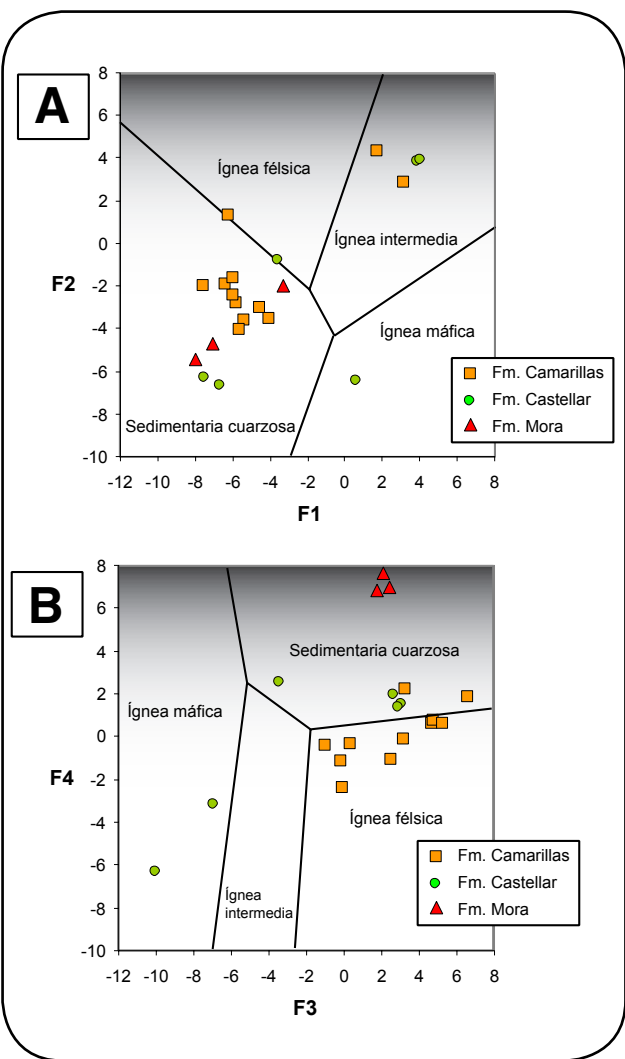 A
8
6
4
2
0
-2
-4
-6
-8
-10
F2
Ígnea félsica
Ígnea intermedia
Ígnea máfica
Sedimentaria cuarzosa
Fm. Camarillas
Fm. Castellar
Fm. Mora
-12 -10 -8 -6 -4 -2 0 2 4 6 8
F1
B
8
6
4
2
0
-2
-4
-6
-8
-10
F4
Sedimentaria cuarzosa
Ígnea máfica
Ígnea félsica
Ígnea
intermedia
Fm. Camarillas
Fm. Castellar
Fm. Mora
-12 -10 -8 -6 -4 -2 0 2 4 6 8
F3